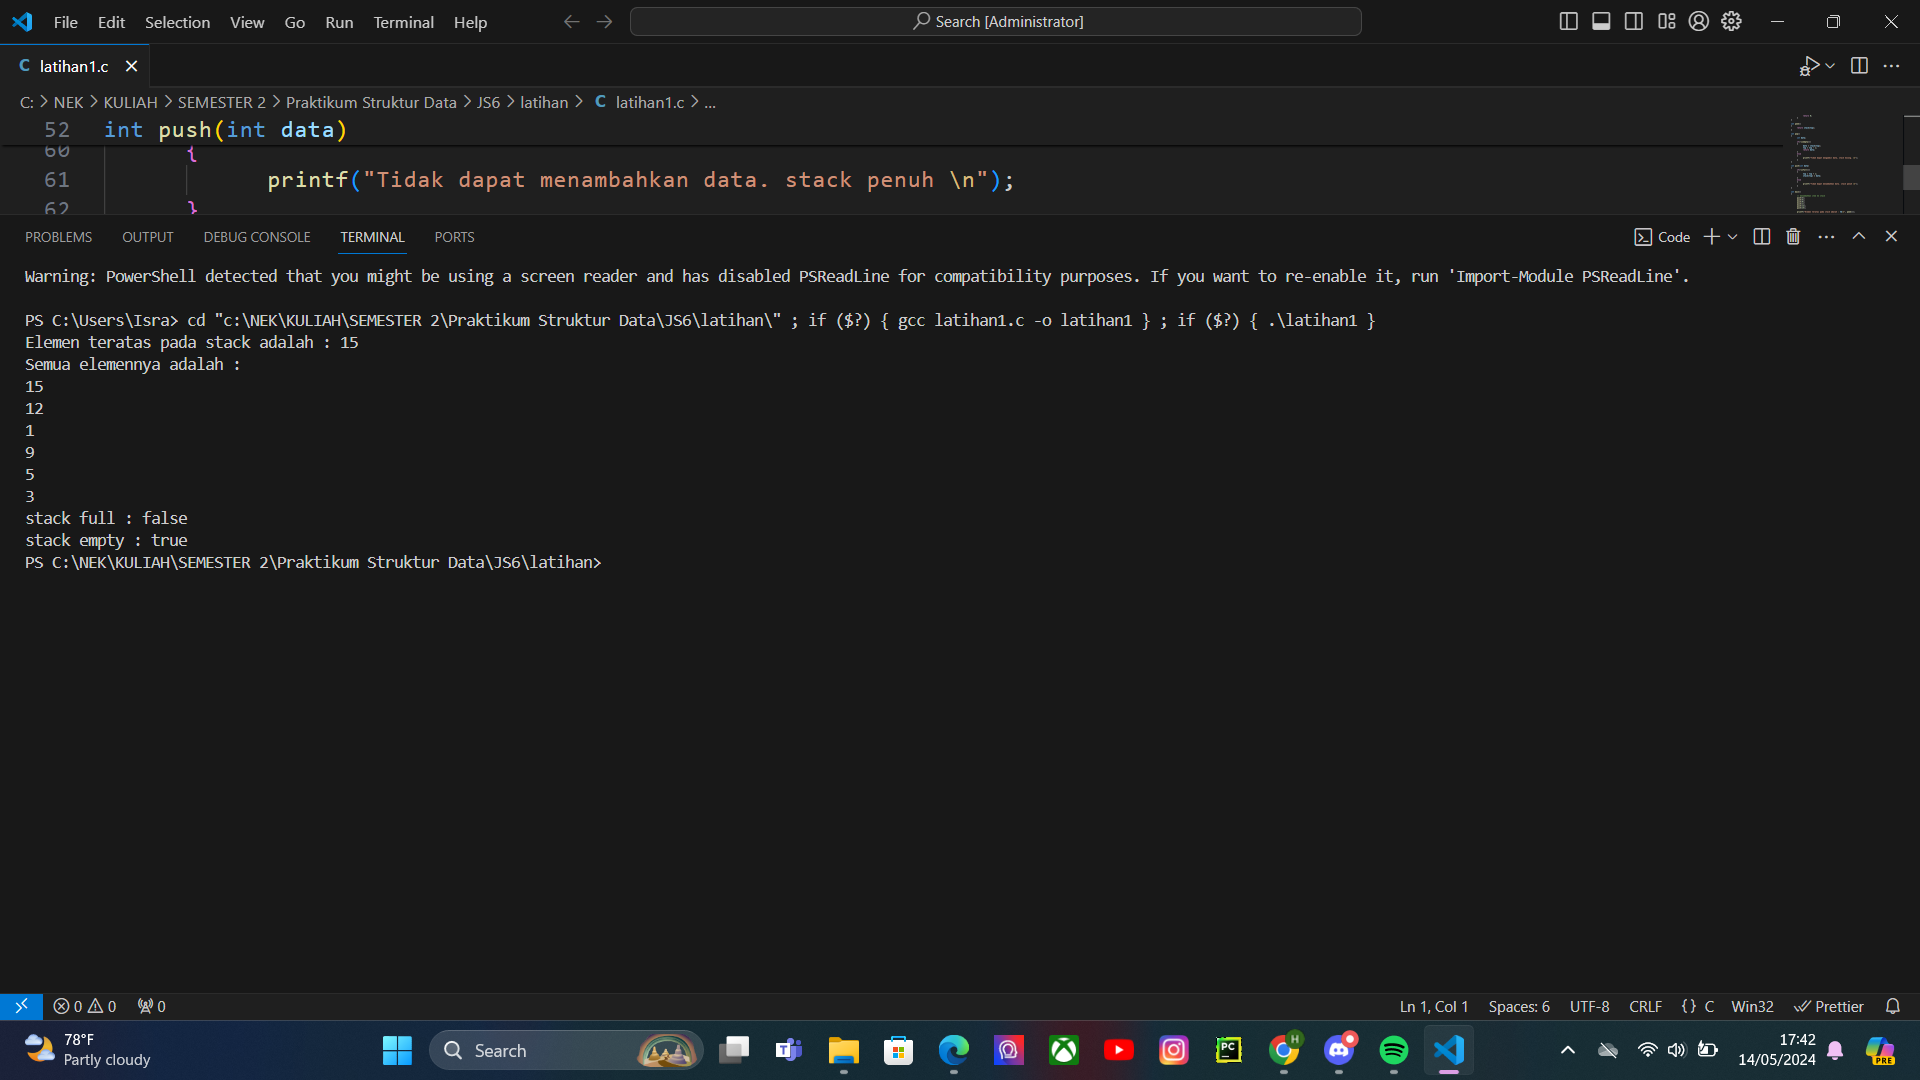 File Edit Selection View Go Run Terminal Help
Search [Administrator]
C latihan1.c
C: > NEK > KULIAH > SEMESTER 2 > Praktikum Struktur Data > JS6 > latihan > C latihan1.c > ...
52 int push(int data)
60 {
61 printf("Tidak dapat menambahkan data. stack penuh \n");
62 }
PROBLEMS OUTPUT DEBUG CONSOLE TERMINAL PORTS
Code
Warning: PowerShell detected that you might be using a screen reader and has disabled PSReadLine for compatibility purposes. If you want to re-enable it, run 'Import-Module PSReadLine'.
PS C:\Users\Isra> cd "c:\NEK\KULIAH\SEMESTER 2\Praktikum Struktur Data\JS6\latihan\" ; if ($?) { gcc latihan1.c -o latihan1 } ; if ($?) { .\latihan1 }
Elemen teratas pada stack adalah : 15
Semua elemennya adalah :
15
12
1
9
5
3
stack full : false
stack empty : true
PS C:\NEK\KULIAH\SEMESTER 2\Praktikum Struktur Data\JS6\latihan>
0 0 0
Ln 1, Col 1 Spaces: 6 UTF-8 CRLF {} C Win32 Prettier
78°F
Partly cloudy
Search
PC
H
17:42
14/05/2024
PRE